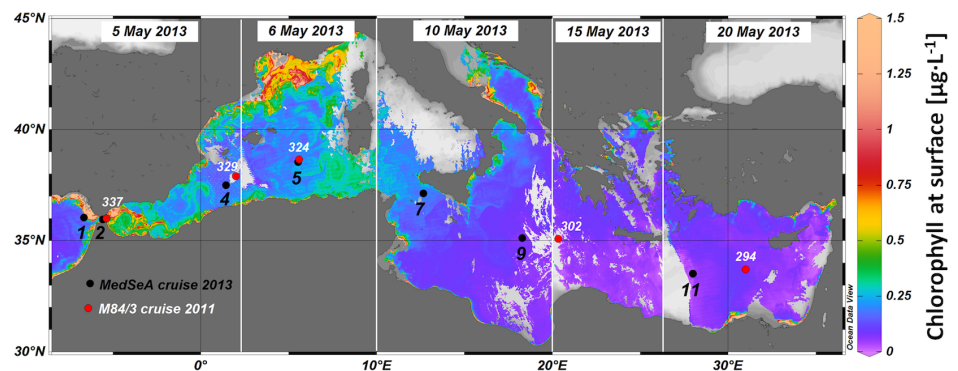 45°N
5 May 2013
6 May 2013
10 May 2013
15 May 2013
20 May 2013
1.5
1.25
40°N
324
1
329
5
0.75
4
7
337
1
2
302
0.5
35°N
9
294
11
MedSeA cruise 2013
0.25
M84/3 cruise 2011
Ocean Data View
30°N
0
0°
10°E
20°E
30°E
Chlorophyll at surface [µg·L-1]